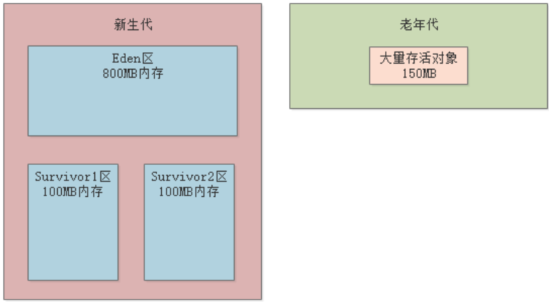 新生代
Eden区
800MB内存
Survivor1区
100MB内存
Survivor2区
100MB内存
老年代
大量存活对象
150MB